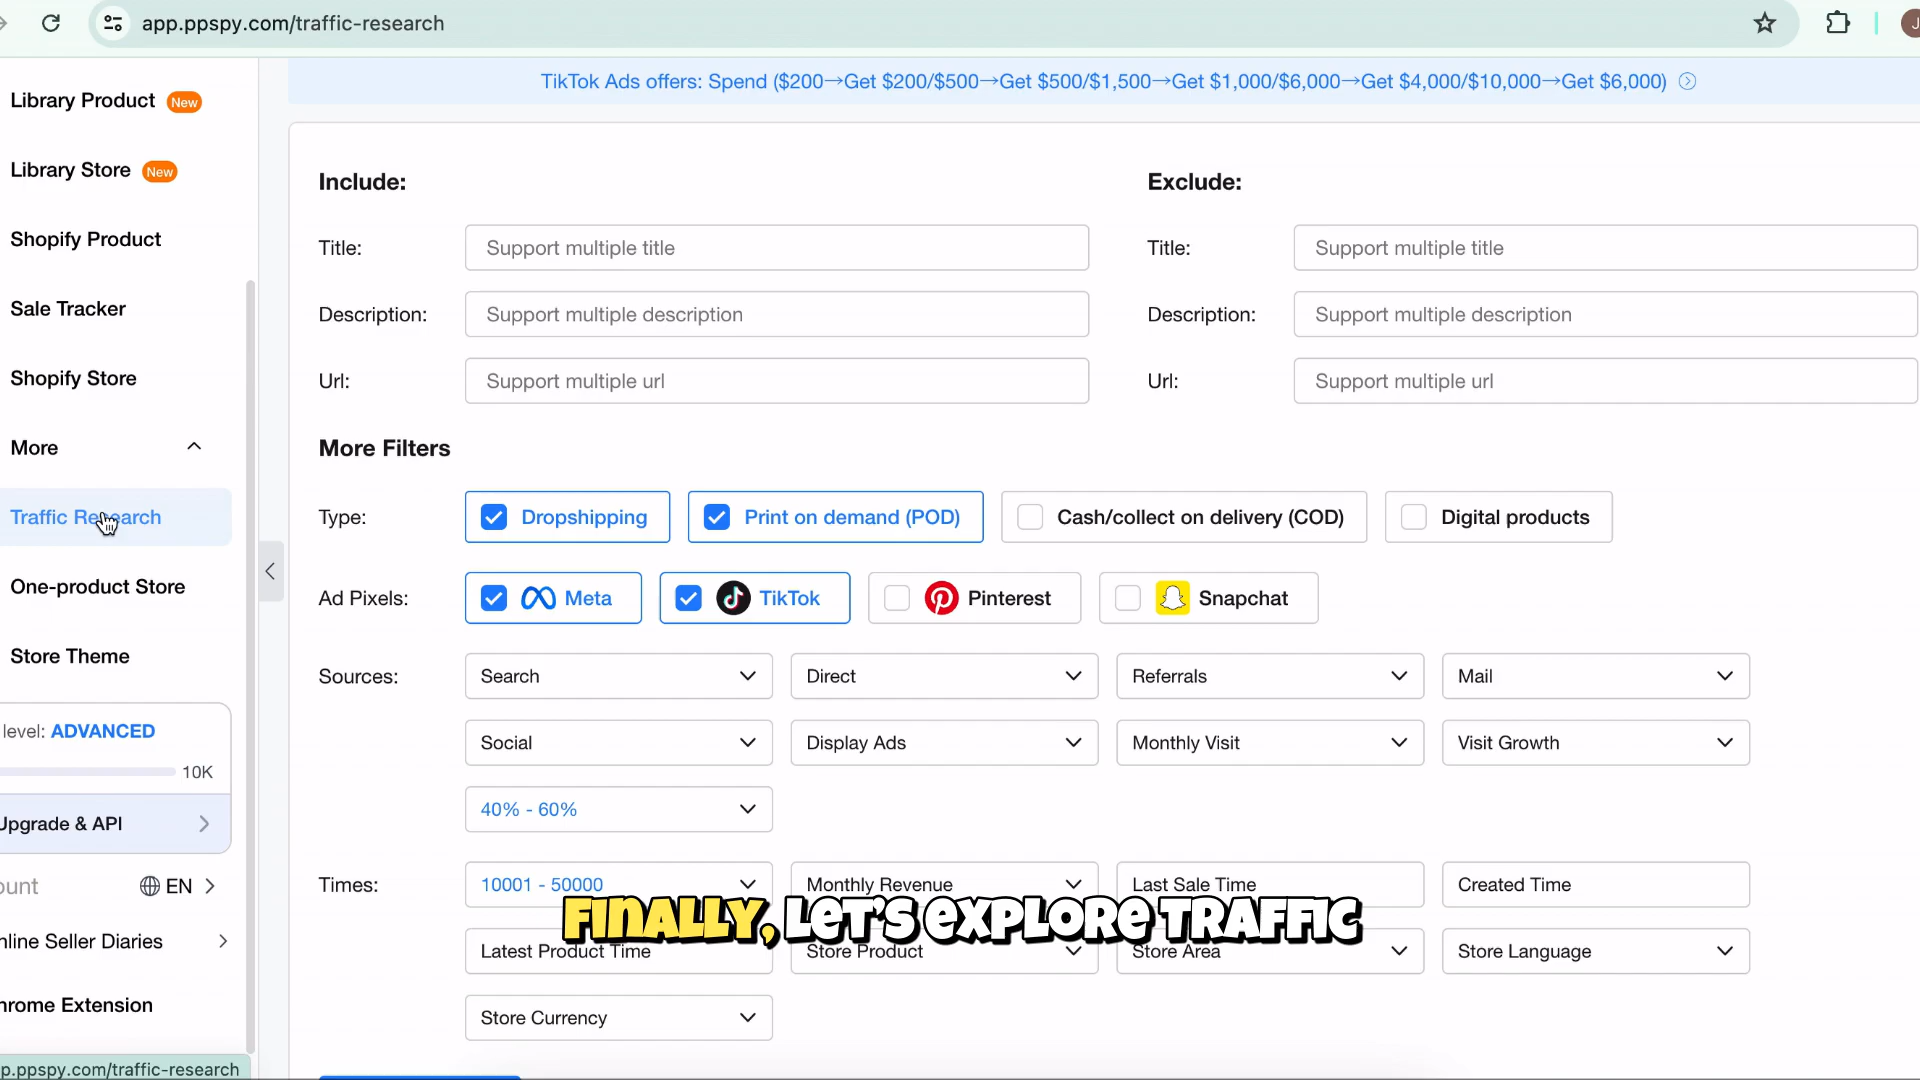 app.ppspy.com/traffic-research
J
TikTok Ads offers: Spend ($200→Get $200/$500→Get $500/$1,500→Get $1,000/$6,000→Get $4,000/$10,000→Get $6,000)
Library Product New
Library Store New
Shopify Product
Sale Tracker
Shopify Store
More
Traffic Research
One-product Store
Store Theme
level: ADVANCED
10K
Upgrade & API
ount EN
nline Seller Diaries
hrome Extension
p.ppspy.com/traffic-research
Include: Exclude:
Title: Support multiple title Title: Support multiple title
Description: Support multiple description Description: Support multiple description
Url: Support multiple url Url: Support multiple url
More Filters
Type: Dropshipping Print on demand (POD) Cash/collect on delivery (COD) Digital products
Ad Pixels: Meta TikTok Pinterest Snapchat
Sources: Search Direct Referrals Mail
Social Display Ads Monthly Visit Visit Growth
40% - 60%
Times: 10001 - 50000 Monthly Revenue Last Sale Time Created Time
Finally, let's explore traffic
Latest Product Time Store Product Store Area Store Language
Store Currency